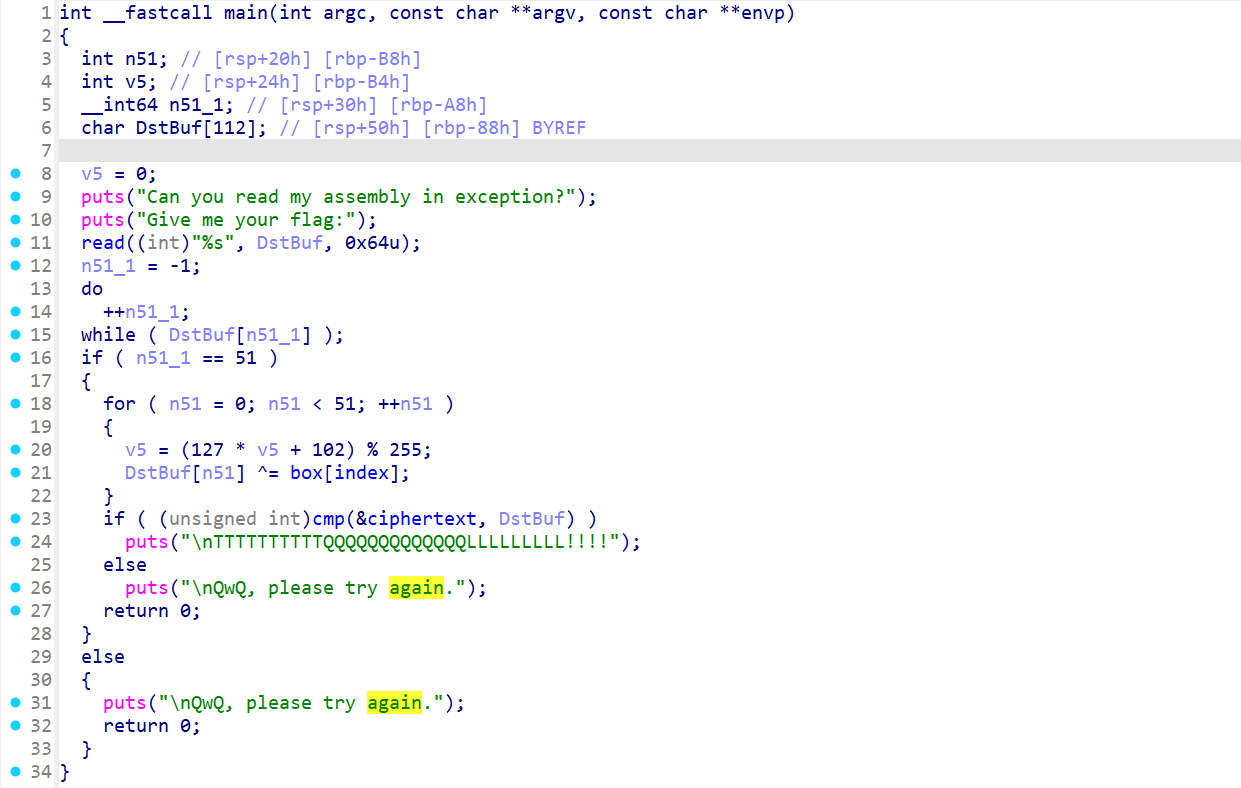 1 int __fastcall main(int argc, const char **argv, const char **envp)
2 {
3   int n51; // [rsp+20h] [rbp-B8h]
4   int v5; // [rsp+24h] [rbp-B4h]
5   __int64 n51_1; // [rsp+30h] [rbp-A8h]
6   char DstBuf[112]; // [rsp+50h] [rbp-88h] BYREF
7
8   v5 = 0;
9   puts("Can you read my assembly in exception?");
10   puts("Give me your flag:");
11   read((int)"%s", DstBuf, 0x64u);
12   n51_1 = -1;
13   do
14     ++n51_1;
15   while ( DstBuf[n51_1] );
16   if ( n51_1 == 51 )
17   {
18     for ( n51 = 0; n51 < 51; ++n51 )
19     {
20       v5 = (127 * v5 + 102) % 255;
21       DstBuf[n51] ^= box[index];
22     }
23     if ( (unsigned int)cmp(&ciphertext, DstBuf) )
24       puts("\nTTTTTTTTTTQQQQQQQQQQQQQLLLLLLLLL!!!!");
25     else
26       puts("\nQwQ, please try again.");
27     return 0;
28   }
29   else
30   {
31     puts("\nQwQ, please try again.");
32     return 0;
33   }
34 }